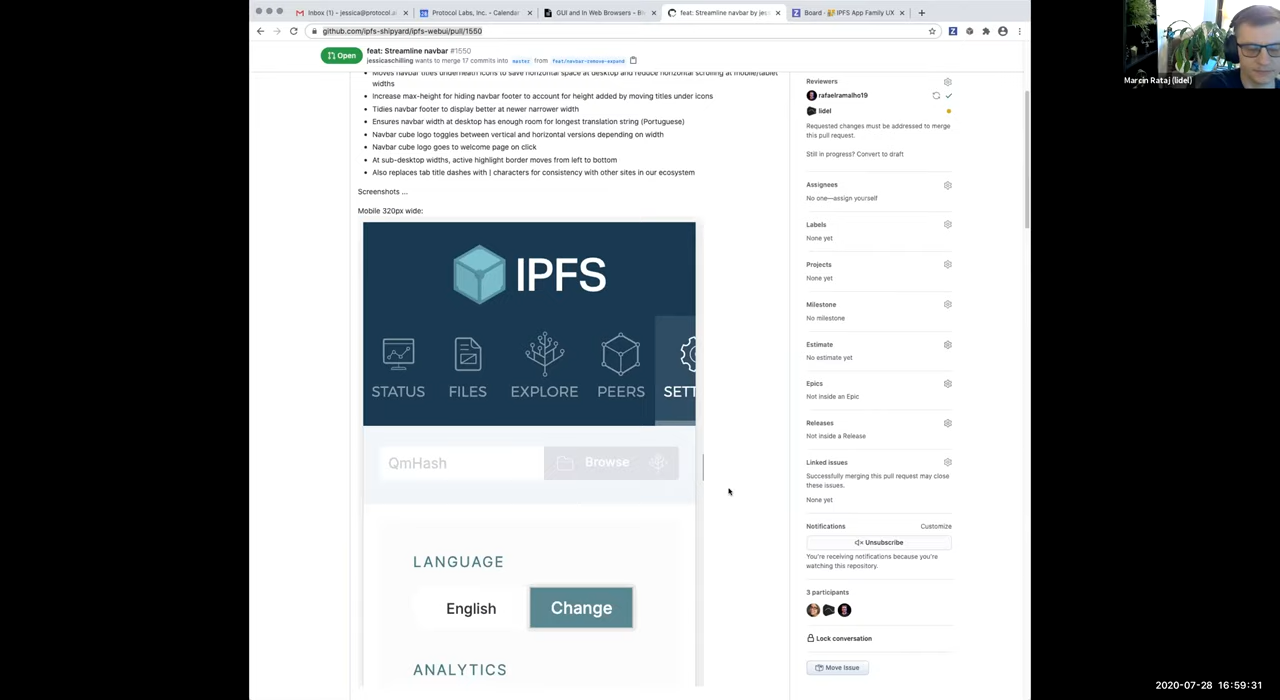 Inbox (1) - jessica@protocol.a
Protocol Labs, Inc. - Calendar
GUI and In Web Browsers - Bl
feat: Streamline navbar by jes
Board · IPFS App Family UX
github.com/ipfs-shipyard/ipfs-webui/pull/1550
Marcin Rataj (lidel)
Open
feat: Streamline navbar #1550
jessicaschilling wants to merge 17 commits into master from feat/navbar-remove-expand
Moves navbar titles underneath icons to save horizontal space at desktop and reduce horizontal scrolling at mobile/tablet
widths
Increase max-height for hiding navbar footer to account for height added by moving titles under icons
Tidies navbar footer to display better at newer narrower width
Ensures navbar width at desktop has enough room for longest translation string (Portuguese)
Navbar cube logo toggles between vertical and horizontal versions depending on width
Navbar cube logo goes to welcome page on click
At sub-desktop widths, active highlight border moves from left to bottom
Also replaces tab title dashes with | characters for consistency with other sites in our ecosystem
Screenshots ...
Mobile 320px wide:
IPFS
STATUS
FILES
EXPLORE
PEERS
SETT
QmHash
Browse
LANGUAGE
English
Change
ANALYTICS
Reviewers
rafaelramalho19
lidel
Requested changes must be addressed to merge
this pull request.
Still in progress? Convert to draft
Assignees
No one—assign yourself
Labels
None yet
Projects
None yet
Milestone
No milestone
Estimate
No estimate yet
Epics
Not inside an Epic
Releases
Not inside a Release
Linked issues
Successfully merging this pull request may close
these issues.
None yet
Notifications
Customize
Unsubscribe
You're receiving notifications because you're
watching this repository.
3 participants
Lock conversation
Move Issue
2020-07-28 16:59:31